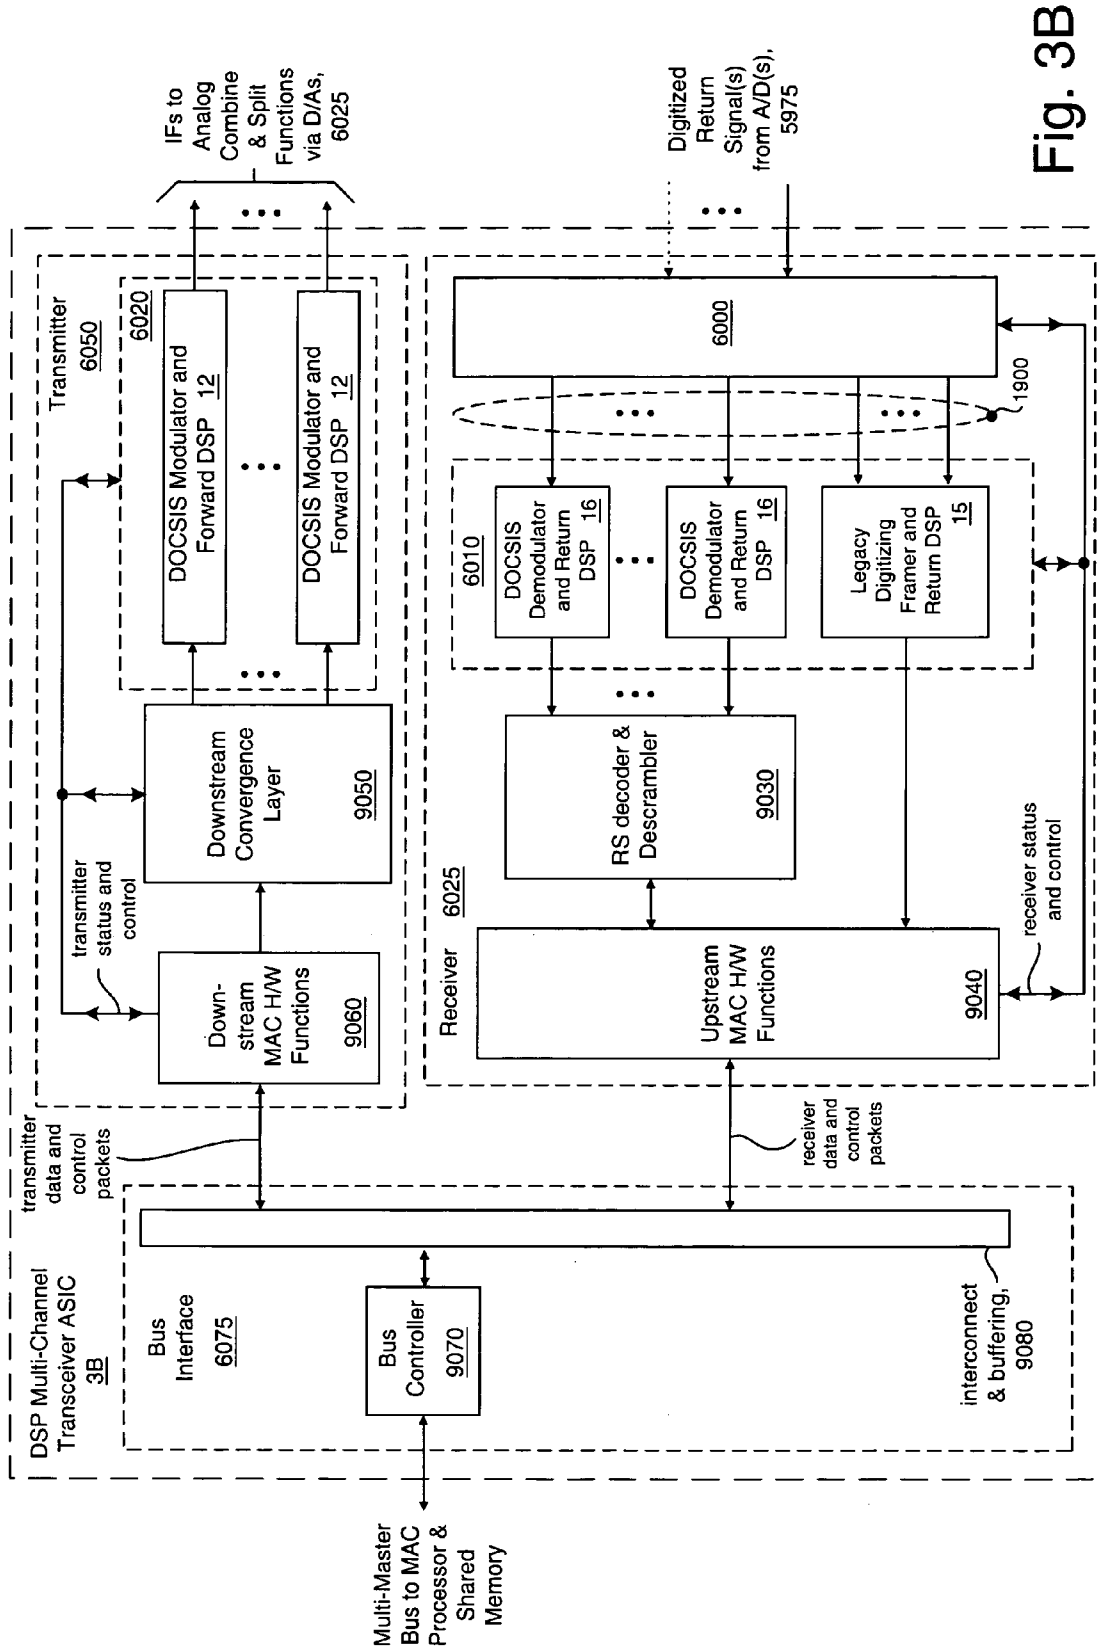 DSP Multi-Channel
Transceiver ASIC
3B
Multi-Master
Bus to MAC
Processor &
Shared
Memory
Bus
Interface
6075
Bus
Controller
9070
interconnect
& buffering,
9080
transmitter
data and
control
packets
receiver
data and
control
packets
Transmitter
6050
transmitter
status and
control
Down-
stream
MAC H/W
Functions
9060
Downstream
Convergence
Layer
9050
6020
DOCSIS Modulator and
Forward DSP 12
DOCSIS Modulator and
Forward DSP 12
IFs to
Analog
Combine
& Split
Functions
via D/As,
6025
Receiver
6025
Upstream
MAC H/W
Functions
9040
receiver status
and control
RS decoder &
Descrambler
9030
6010
DOCSIS
Demodulator
and Return
DSP 16
DOCSIS
Demodulator
and Return
DSP 16
Legacy
Digitizing
Framer and
Return DSP
15
1900
6000
Digitized
Return
Signal(s)
from A/D(s),
5975
Fig. 3B